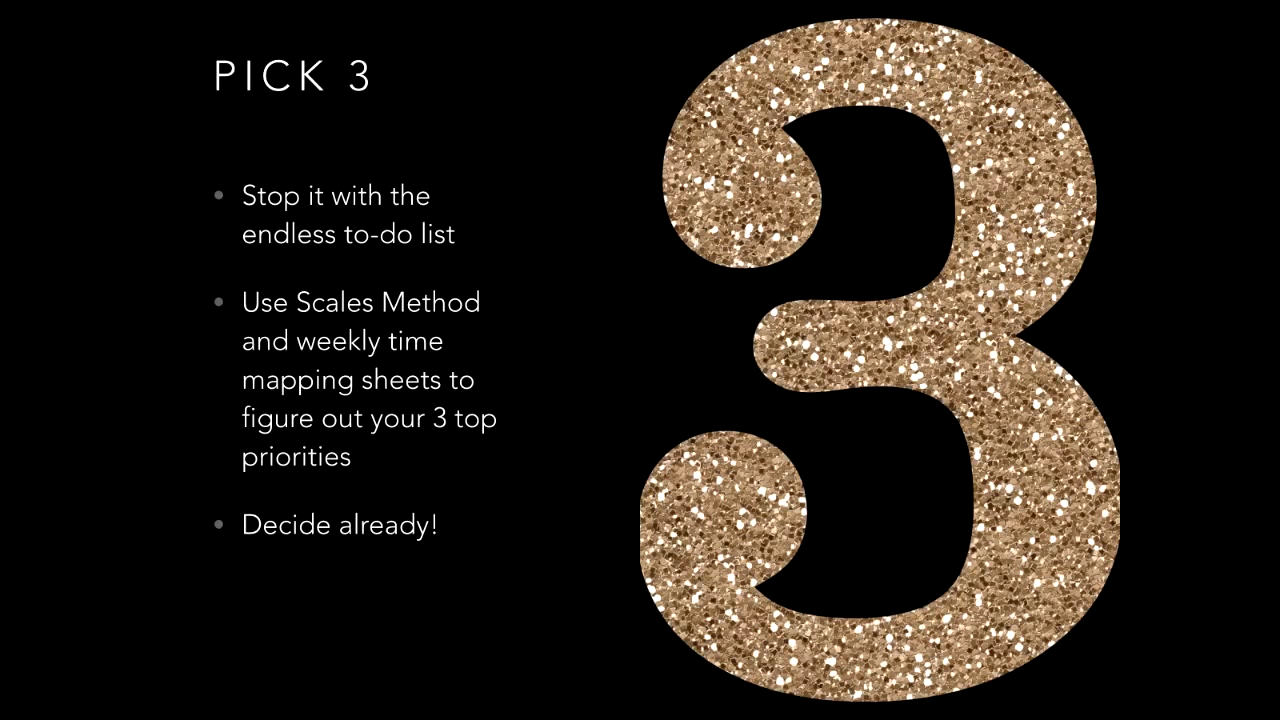 PICK 3
• Stop it with the
endless to-do list
• Use Scales Method
and weekly time
mapping sheets to
figure out your 3 top
priorities
• Decide already!
3